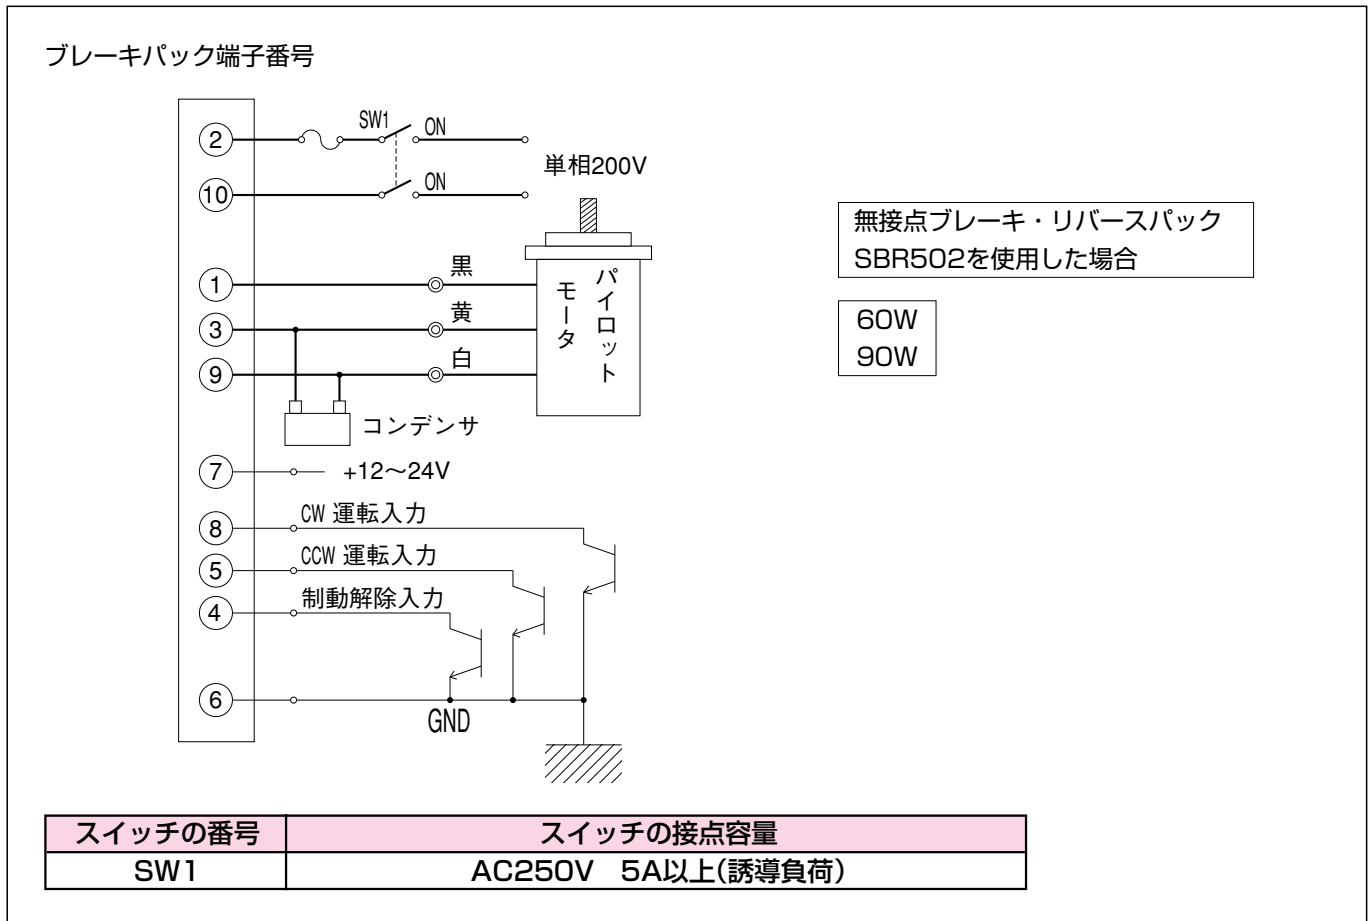 ブレーキパック端子番号
② SW1 ON
単相200V
⑩ ON
無接点ブレーキ・リバースパック
SBR502を使用した場合
① 黒
③ 黄
⑨ 白
パイロット
モータ
60W
90W
コンデンサ
⑦ +12～24V
⑧ CW 運転入力
⑤ CCW 運転入力
④ 制動解除入力
⑥
GND
スイッチの番号 スイッチの接点容量
SW1 AC250V 5A以上(誘導負荷)